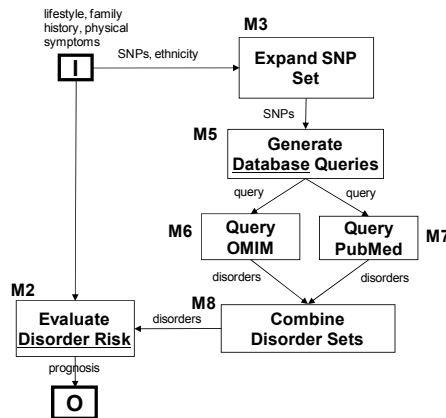 lifestyle, family
history, physical
symptoms
I
SNPs, ethnicity
M3
Expand SNP
Set
SNPs
M5
Generate
Database Queries
query
query
M6
Query
OMIM
Query
PubMed
M7
disorders
disorders
M2
M8
Evaluate
Disorder Risk
disorders
Combine
Disorder Sets
prognosis
O